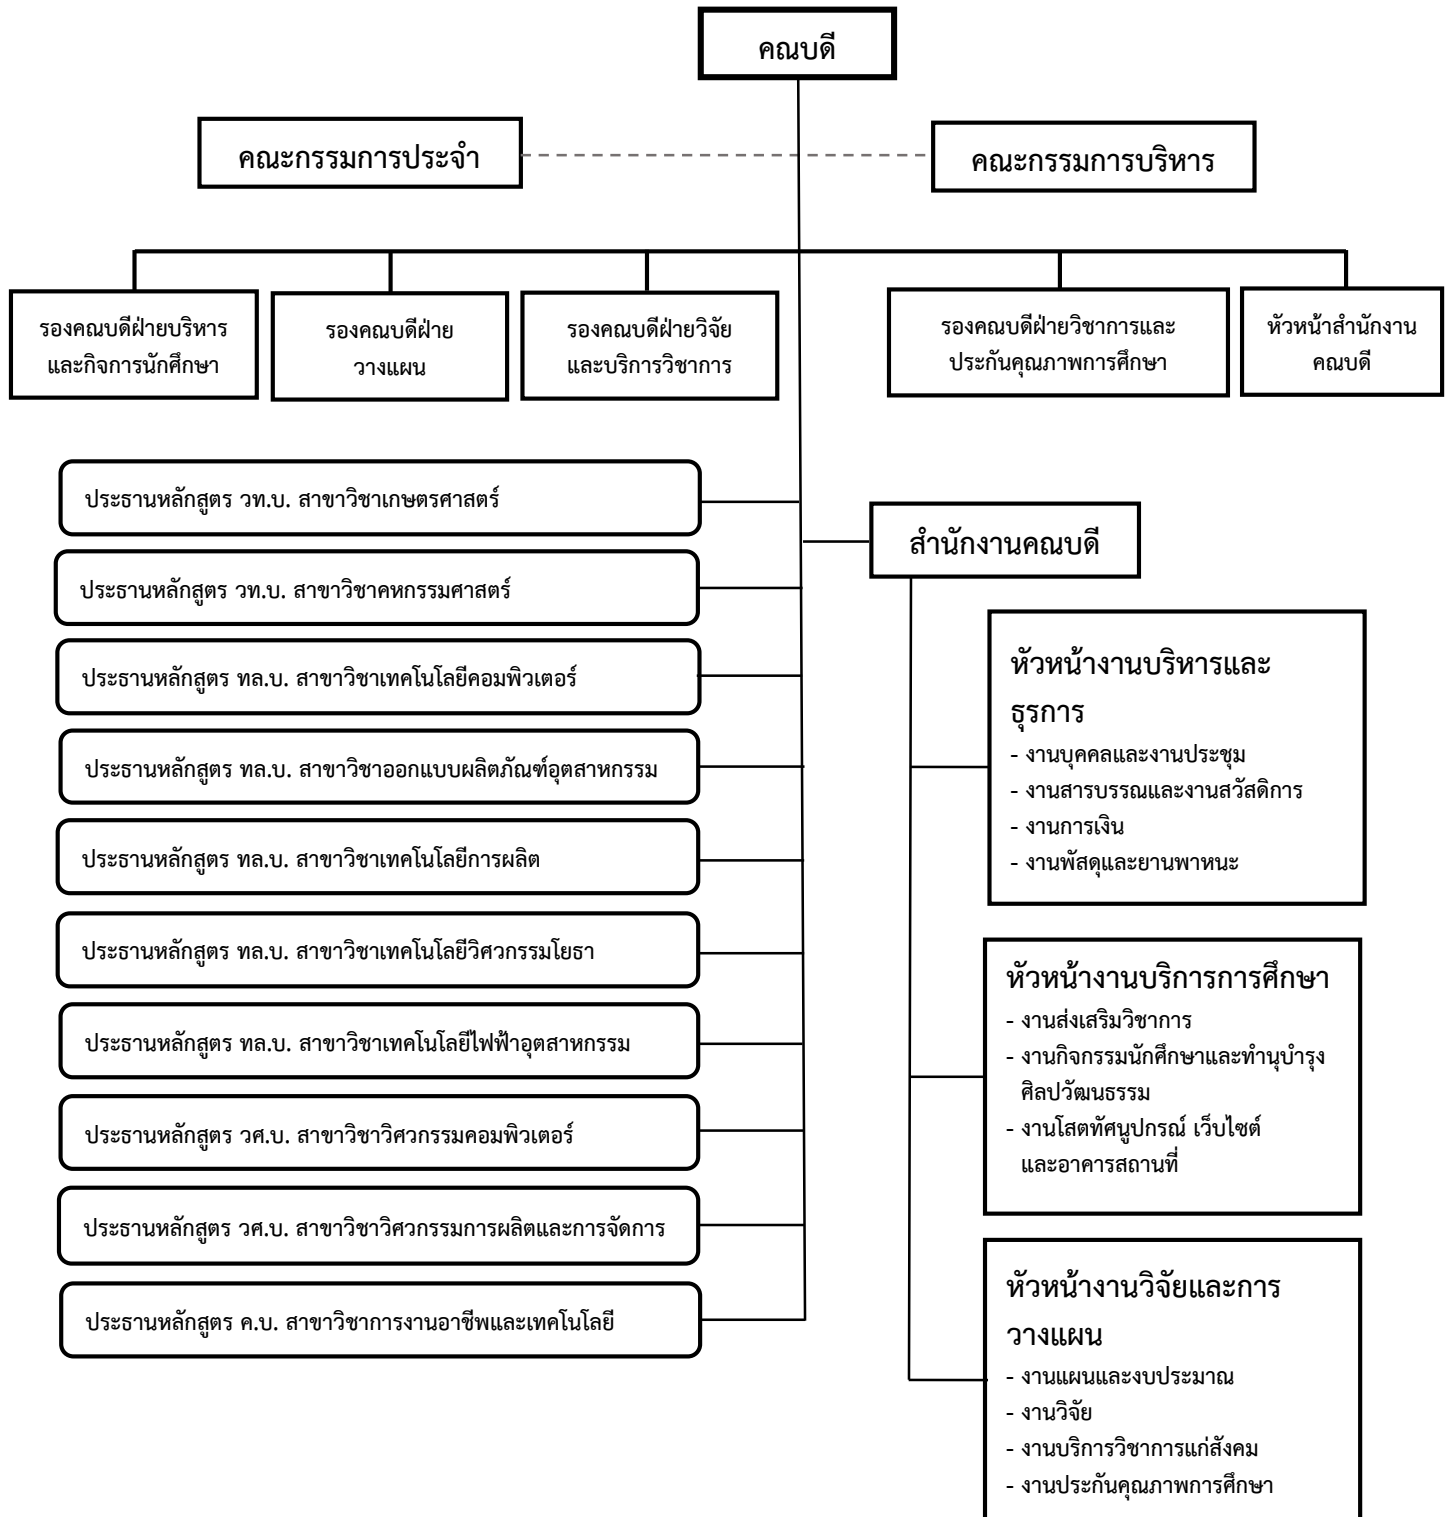 คณบดี
คณะกรรมการประจำ
คณะกรรมการบริหาร
รองคณบดีฝ่ายบริหาร
และกิจการนักศึกษา
รองคณบดีฝ่าย
วางแผน
รองคณบดีฝ่ายวิจัย
และบริการวิชาการ
รองคณบดีฝ่ายวิชาการและ
ประกันคุณภาพการศึกษา
หัวหน้าสำนักงาน
คณบดี
ประธานหลักสูตร วท.บ. สาขาวิชาเกษตรศาสตร์
ประธานหลักสูตร วท.บ. สาขาวิชาคหกรรมศาสตร์
ประธานหลักสูตร ทล.บ. สาขาวิชาเทคโนโลยีคอมพิวเตอร์
ประธานหลักสูตร ทล.บ. สาขาวิชาออกแบบผลิตภัณฑ์อุตสาหกรรม
ประธานหลักสูตร ทล.บ. สาขาวิชาเทคโนโลยีการผลิต
ประธานหลักสูตร ทล.บ. สาขาวิชาเทคโนโลยีวิศวกรรมโยธา
ประธานหลักสูตร ทล.บ. สาขาวิชาเทคโนโลยีไฟฟ้าอุตสาหกรรม
ประธานหลักสูตร วศ.บ. สาขาวิชาวิศวกรรมคอมพิวเตอร์
ประธานหลักสูตร วศ.บ. สาขาวิชาวิศวกรรมการผลิตและการจัดการ
ประธานหลักสูตร ค.บ. สาขาวิชาการงานอาชีพและเทคโนโลยี
สำนักงานคณบดี
หัวหน้างานบริหารและ
ธุรการ
- งานบุคคลและงานประชุม
- งานสารบรรณและงานสวัสดิการ
- งานการเงิน
- งานพัสดุและยานพาหนะ
หัวหน้างานบริการการศึกษา
- งานส่งเสริมวิชาการ
- งานกิจกรรมนักศึกษาและทำนุบำรุง
ศิลปวัฒนธรรม
- งานโสตทัศนูปกรณ์ เว็บไซต์
และอาคารสถานที่
หัวหน้างานวิจัยและการ
วางแผน
- งานแผนและงบประมาณ
- งานวิจัย
- งานบริการวิชาการแก่สังคม
- งานประกันคุณภาพการศึกษา